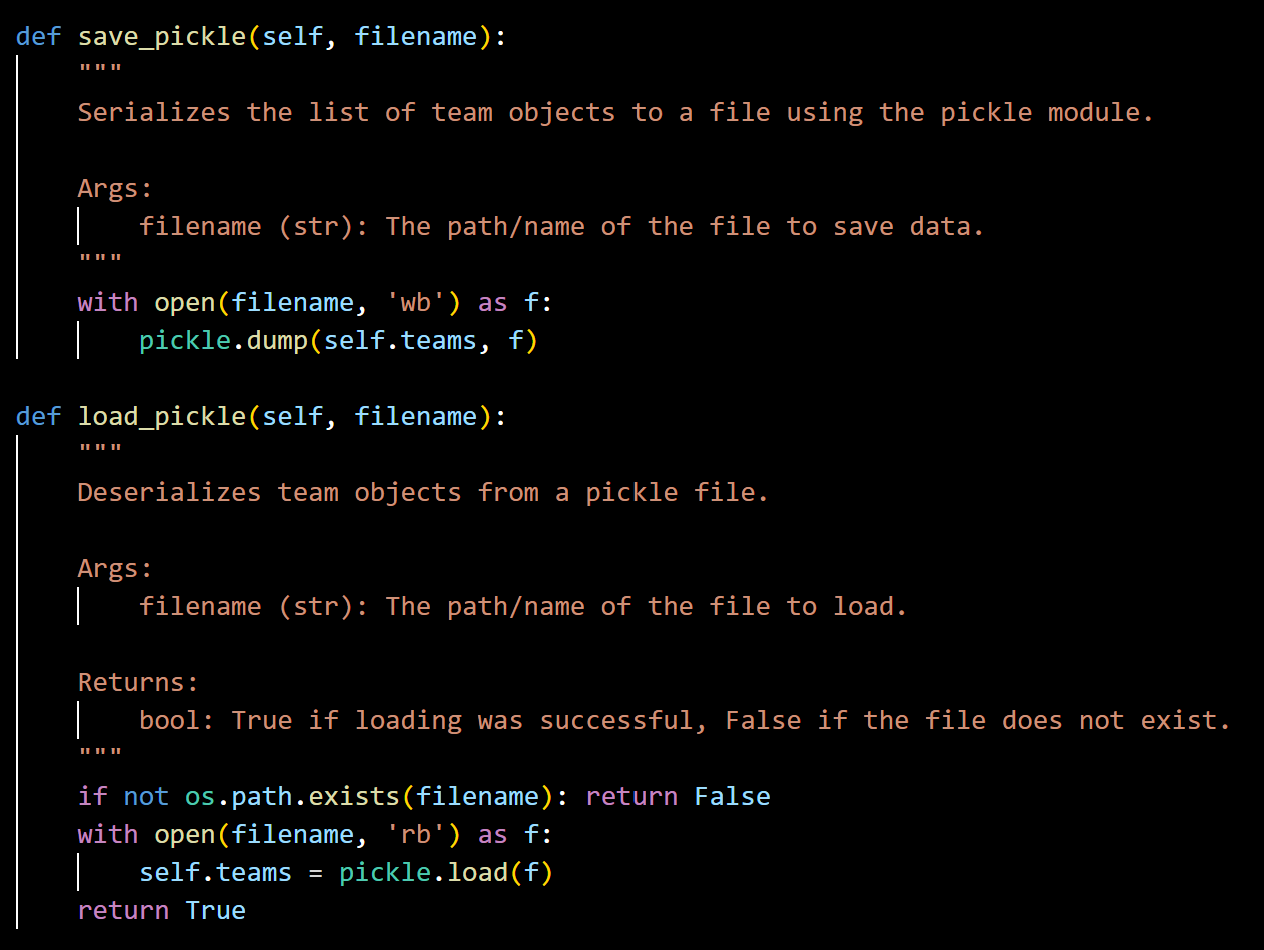 def save_pickle(self, filename):
    """
    Serializes the list of team objects to a file using the pickle module.

    Args:
        filename (str): The path/name of the file to save data.
    """
    with open(filename, 'wb') as f:
        pickle.dump(self.teams, f)

def load_pickle(self, filename):
    """
    Deserializes team objects from a pickle file.

    Args:
        filename (str): The path/name of the file to load.

    Returns:
        bool: True if loading was successful, False if the file does not exist.
    """
    if not os.path.exists(filename): return False
    with open(filename, 'rb') as f:
        self.teams = pickle.load(f)
    return True